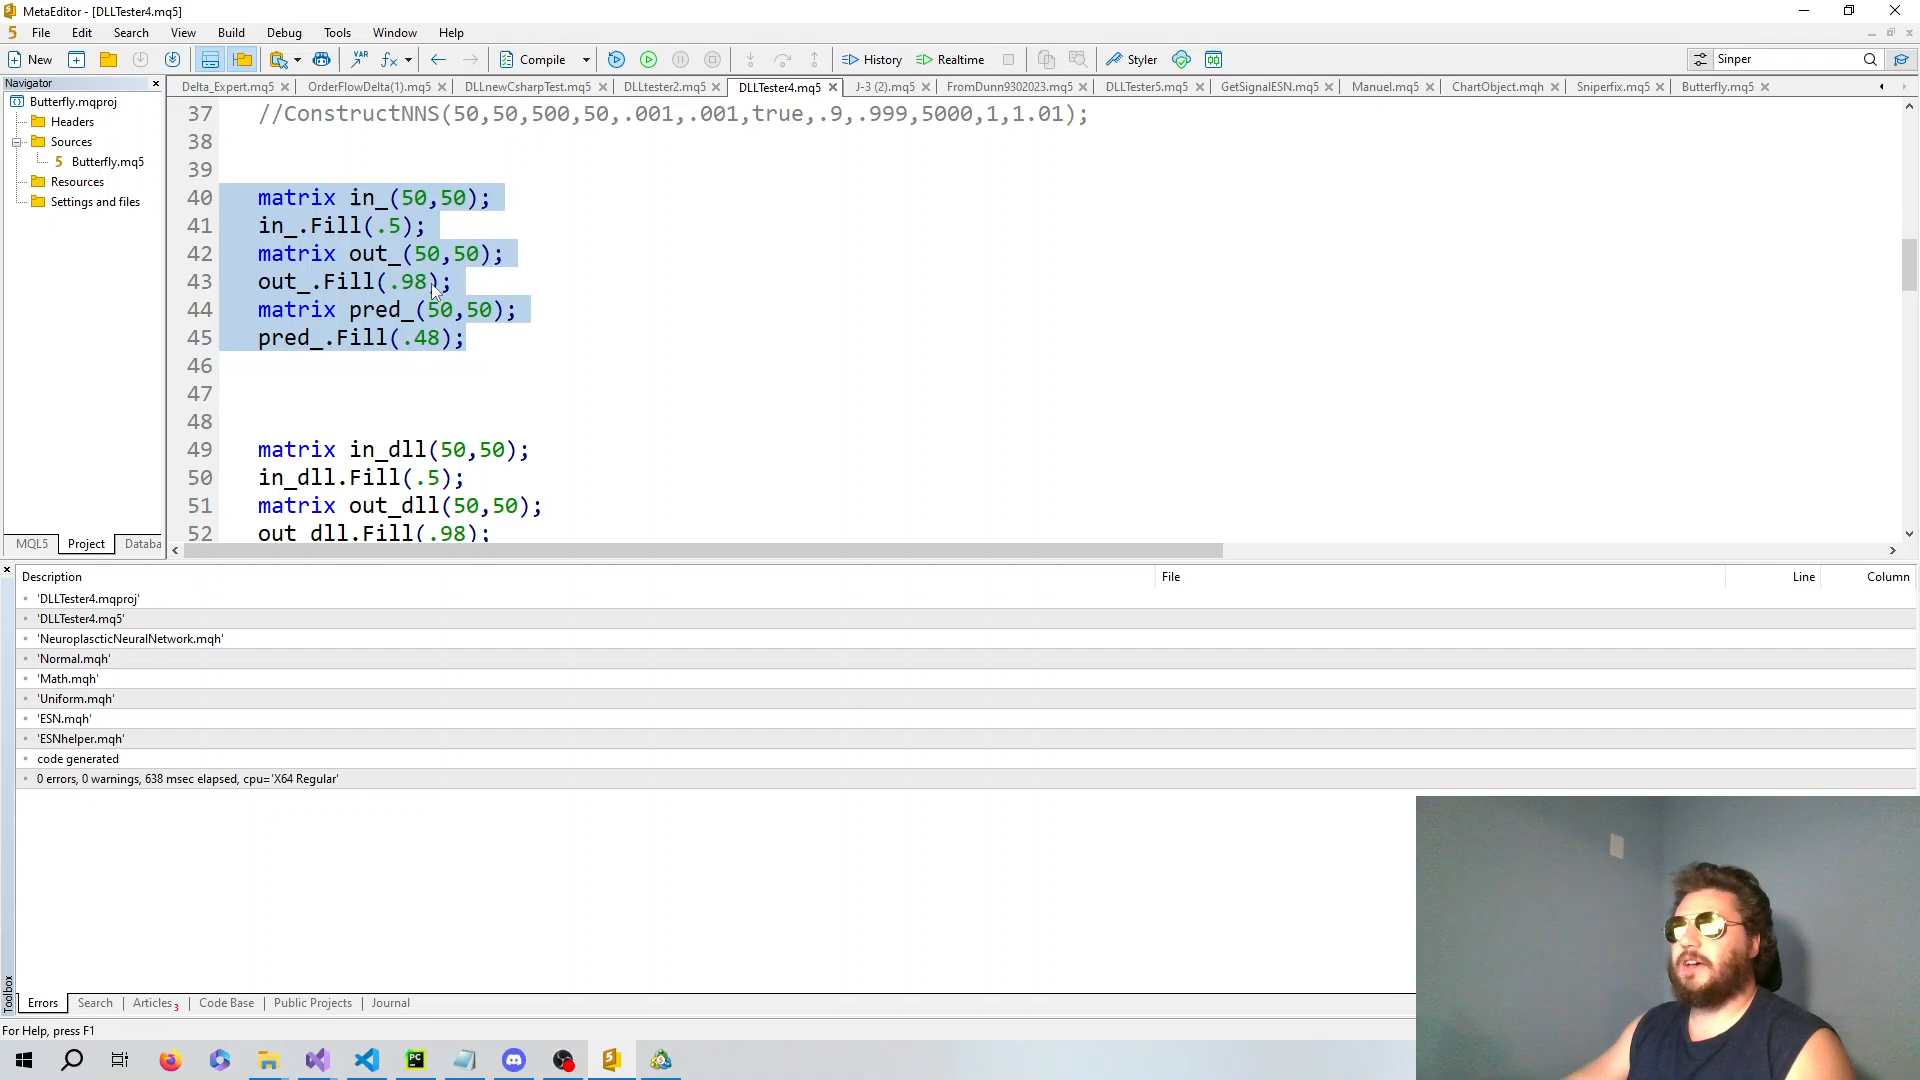 MetaEditor - [DLLTester4.mq5]
File Edit Search View Build Debug Tools Window Help
New Compile History Realtime Styler Sinper
Navigator
Delta_Expert.mq5 OrderFlowDelta(1).mq5 DLLnewCsharpTest.mq5 DLLtester2.mq5 DLLTester4.mq5 J-3 (2).mq5 FromDunn9302023.mq5 DLLTester5.mq5 GetSignalESN.mq5 Manuel.mq5 ChartObject.mqh Sniperfix.mq5 Butterfly.mq5
Butterfly.mqproj
Headers
Sources
Butterfly.mq5
Resources
Settings and files
MQL5 Project Databa
37 //ConstructNNS(50,50,500,50,.001,.001,true,.9,.999,5000,1,1.01);
38
39
40 matrix in_(50,50);
41 in_.Fill(.5);
42 matrix out_(50,50);
43 out_.Fill(.98);
44 matrix pred_(50,50);
45 pred_.Fill(.48);
46
47
48
49 matrix in_dll(50,50);
50 in_dll.Fill(.5);
51 matrix out_dll(50,50);
52 out_dll.Fill(.98);
Description File Line Column
'DLLTester4.mqproj'
'DLLTester4.mq5'
'NeuroplascticNeuralNetwork.mqh'
'Normal.mqh'
'Math.mqh'
'Uniform.mqh'
'ESN.mqh'
'ESNhelper.mqh'
code generated
0 errors, 0 warnings, 638 msec elapsed, cpu='X64 Regular'
Toolbox
Errors Search Articles 3 Code Base Public Projects Journal
For Help, press F1